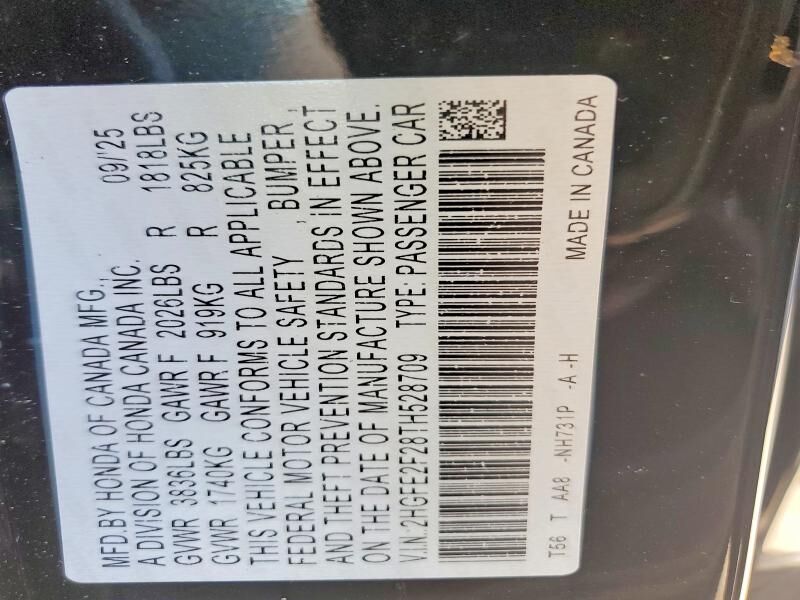 MFD.BY HONDA OF CANADA MFG., 09/'25
A DIVISION OF HONDA CANADA INC.
GVWR 3836LBS GAWR F 2026LBS R 1818LBS
GVWR 1740KG GAWR F 919KG R 825KG
THIS VEHICLE CONFORMS TO ALL APPLICABLE
FEDERAL MOTOR VEHICLE SAFETY , BUMPER ,
AND THEFT PREVENTION STANDARDS IN EFFECT
ON THE DATE OF MANUFACTURE SHOWN ABOVE.
V.I.N.:2HGFE2F28TH528709 TYPE: PASSENGER CAR
T56 T AA8 -NH731P -A -H MADE IN CANADA